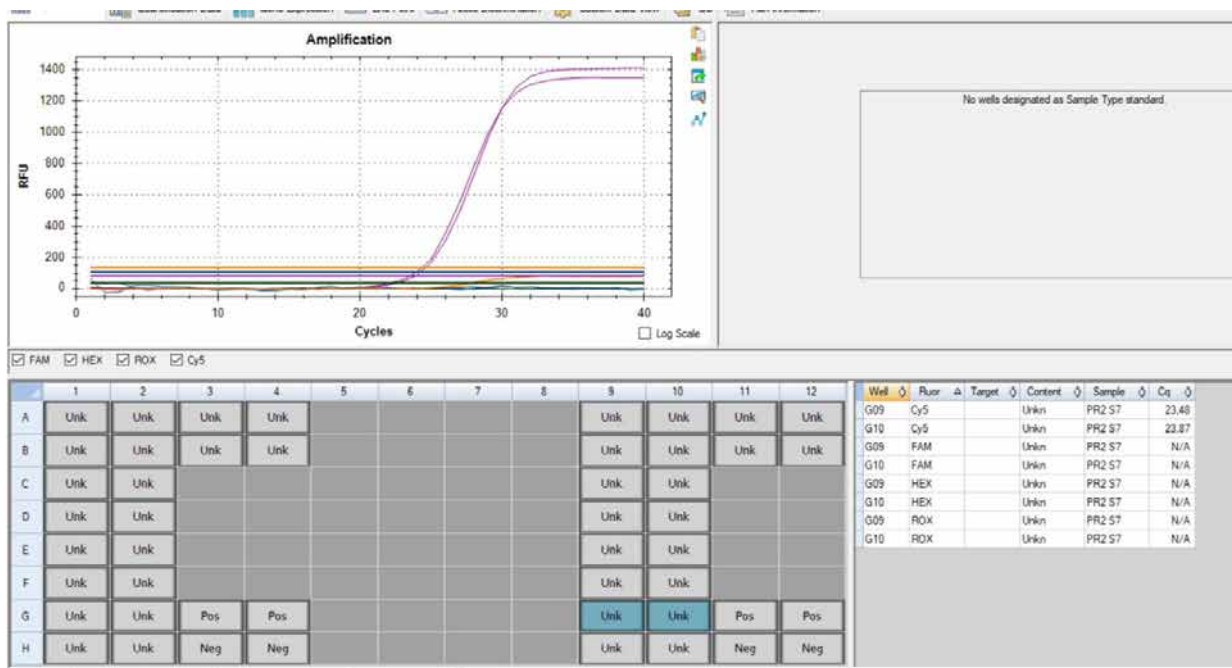 Amplification
1400
1200
1000
800
600
400
200
0
RFU
0 10 20 30 40
Cycles
Log Scale
No wells designated as Sample Type standard.
FAM HEX ROX Cy5
1 2 3 4 5 6 7 8 9 10 11 12
A Unk Unk Unk Unk Unk Unk Unk Unk
B Unk Unk Unk Unk Unk Unk Unk Unk
C Unk Unk Unk Unk
D Unk Unk Unk Unk
E Unk Unk Unk Unk
F Unk Unk Unk Unk
G Unk Unk Pos Pos Unk Unk Pos Pos
H Unk Unk Neg Neg Unk Unk Neg Neg
Well Fluor Target Content Sample Cq
G09 Cy5 Unkn PR2 S7 23,48
G10 Cy5 Unkn PR2 S7 23,87
G09 FAM Unkn PR2 S7 N/A
G10 FAM Unkn PR2 S7 N/A
G09 HEX Unkn PR2 S7 N/A
G10 HEX Unkn PR2 S7 N/A
G09 ROX Unkn PR2 S7 N/A
G10 ROX Unkn PR2 S7 N/A